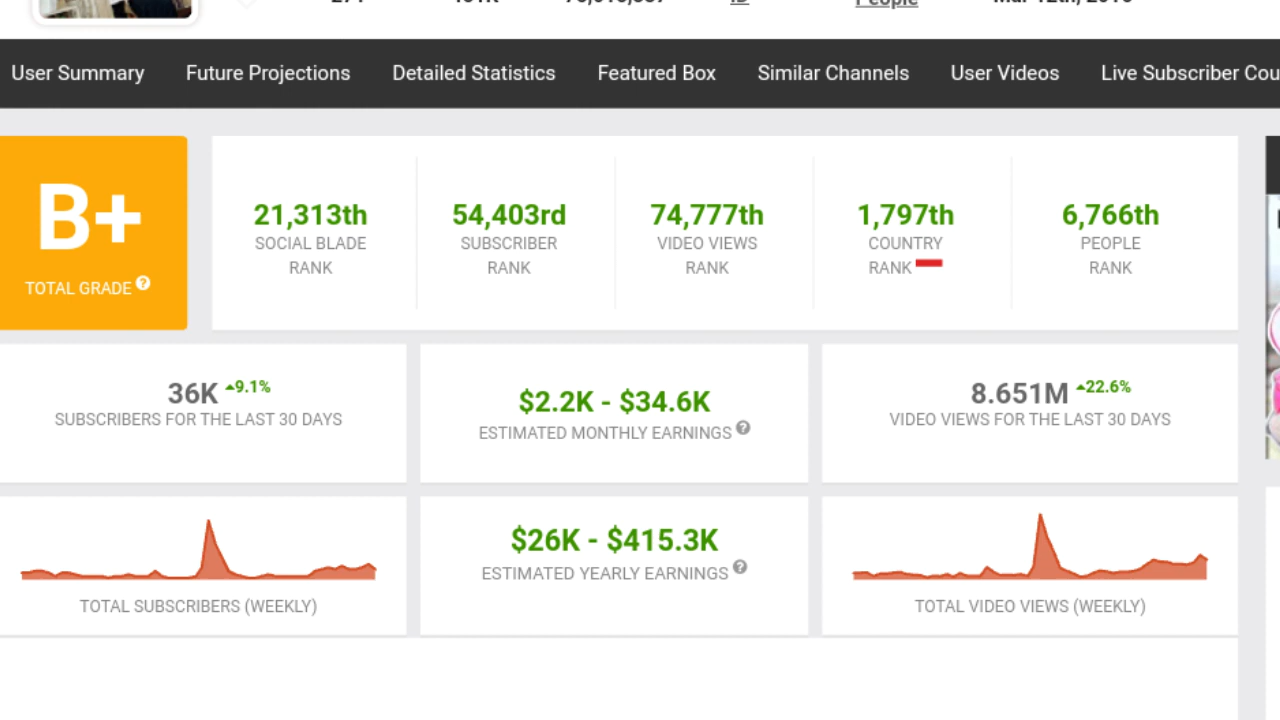 User Summary Future Projections Detailed Statistics Featured Box Similar Channels User Videos Live Subscriber
B+
TOTAL GRADE ?
21,313th 54,403rd 74,777th 1,797th 6,766th
SOCIAL BLADE SUBSCRIBER VIDEO VIEWS COUNTRY PEOPLE
RANK RANK RANK RANK RANK
36K 9.1% $2.2K - $34.6K 8.651M 22.6%
SUBSCRIBERS FOR THE LAST 30 DAYS ESTIMATED MONTHLY EARNINGS ? VIDEO VIEWS FOR THE LAST 30 DAYS
$26K - $415.3K
ESTIMATED YEARLY EARNINGS ?
TOTAL SUBSCRIBERS (WEEKLY) TOTAL VIDEO VIEWS (WEEKLY)